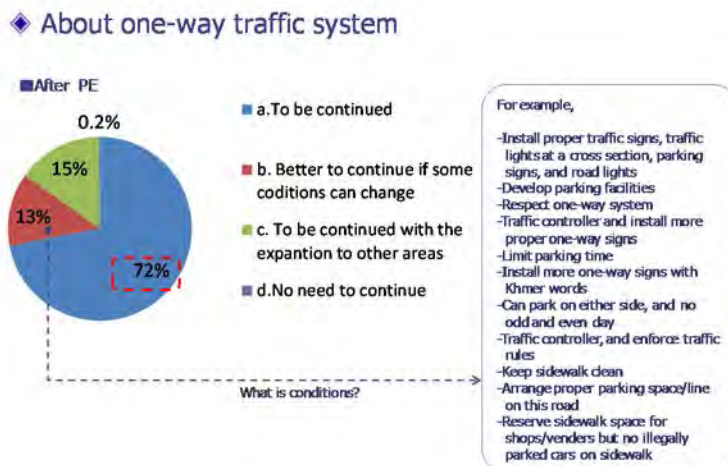 About one-way traffic system
After PE
0.2%
15%
13%
72%
a.To be continued
b. Better to continue if some
coditions can change
c. To be continued with the
expantion to other areas
d.No need to continue
What is conditions?
For example,
-Install proper traffic signs, traffic
lights at a cross section, parking
signs, and road lights
-Develop parking facilities
-Respect one-way system
-Traffic controller and install more
proper one-way signs
-Limit parking time
-Install more one-way signs with
Khmer words
-Can park on either side, and no
odd and even day
-Traffic controller, and enforce traffic
rules
-Keep sidewalk clean
-Arrange proper parking space/line
on this road
-Reserve sidewalk space for
shops/venders but no illegally
parked cars on sidewalk